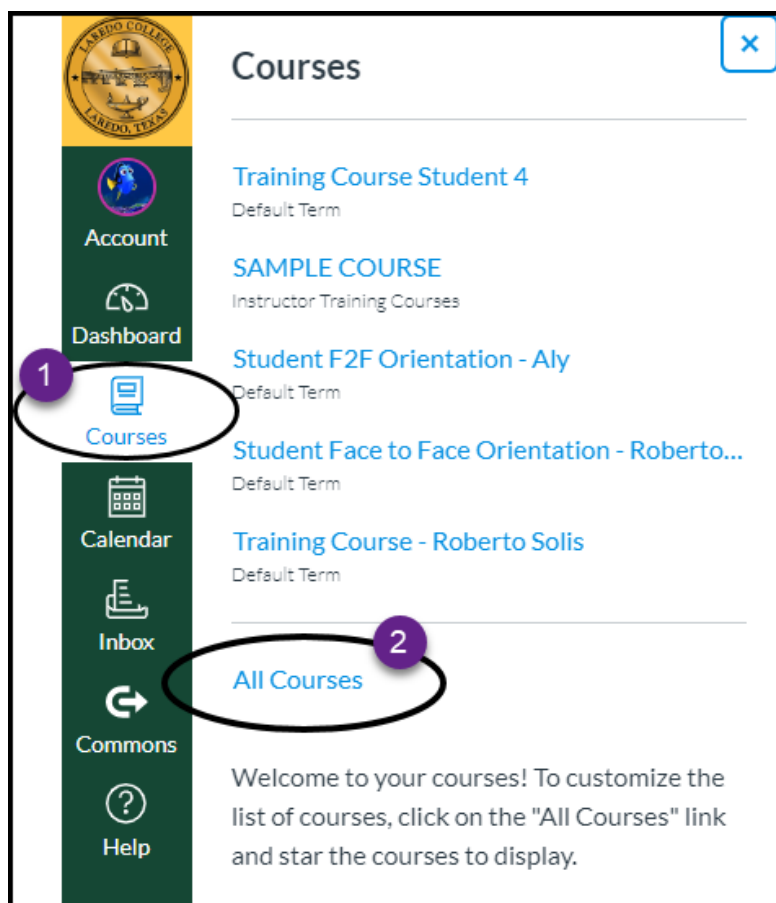 LAREDO COLLEGE
LAREDO, TEXAS
Account
Dashboard
1
Courses
Calendar
Inbox
Commons
Help
Courses
×
Training Course Student 4
Default Term
SAMPLE COURSE
Instructor Training Courses
Student F2F Orientation - Aly
Default Term
Student Face to Face Orientation - Roberto...
Default Term
Training Course - Roberto Solis
Default Term
2
All Courses
Welcome to your courses! To customize the
list of courses, click on the "All Courses" link
and star the courses to display.